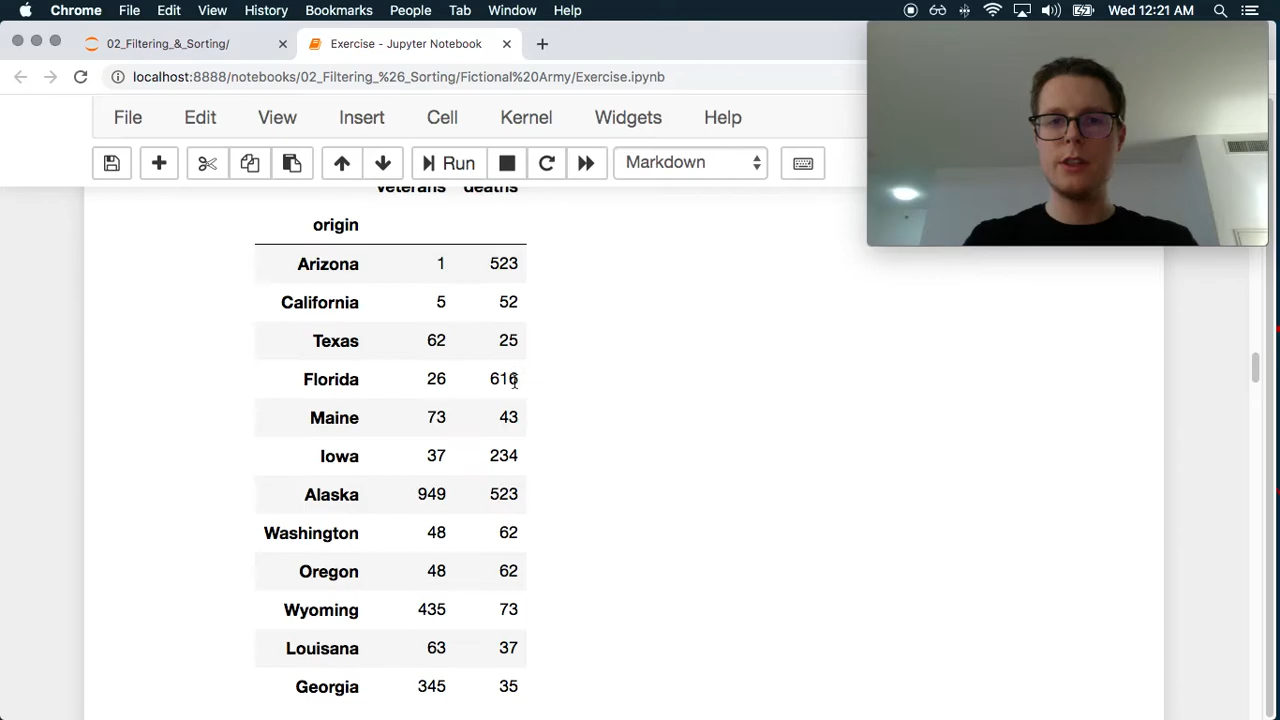 Chrome File Edit View History Bookmarks People Tab Window Help Wed 12:21 AM
02_Filtering_&_Sorting/ Exercise - Jupyter Notebook
localhost:8888/notebooks/02_Filtering_%26_Sorting/Fictional%20Army/Exercise.ipynb
File Edit View Insert Cell Kernel Widgets Help
Run Markdown
veterans deaths
origin
Arizona 1 523
California 5 52
Texas 62 25
Florida 26 616
Maine 73 43
Iowa 37 234
Alaska 949 523
Washington 48 62
Oregon 48 62
Wyoming 435 73
Louisana 63 37
Georgia 345 35